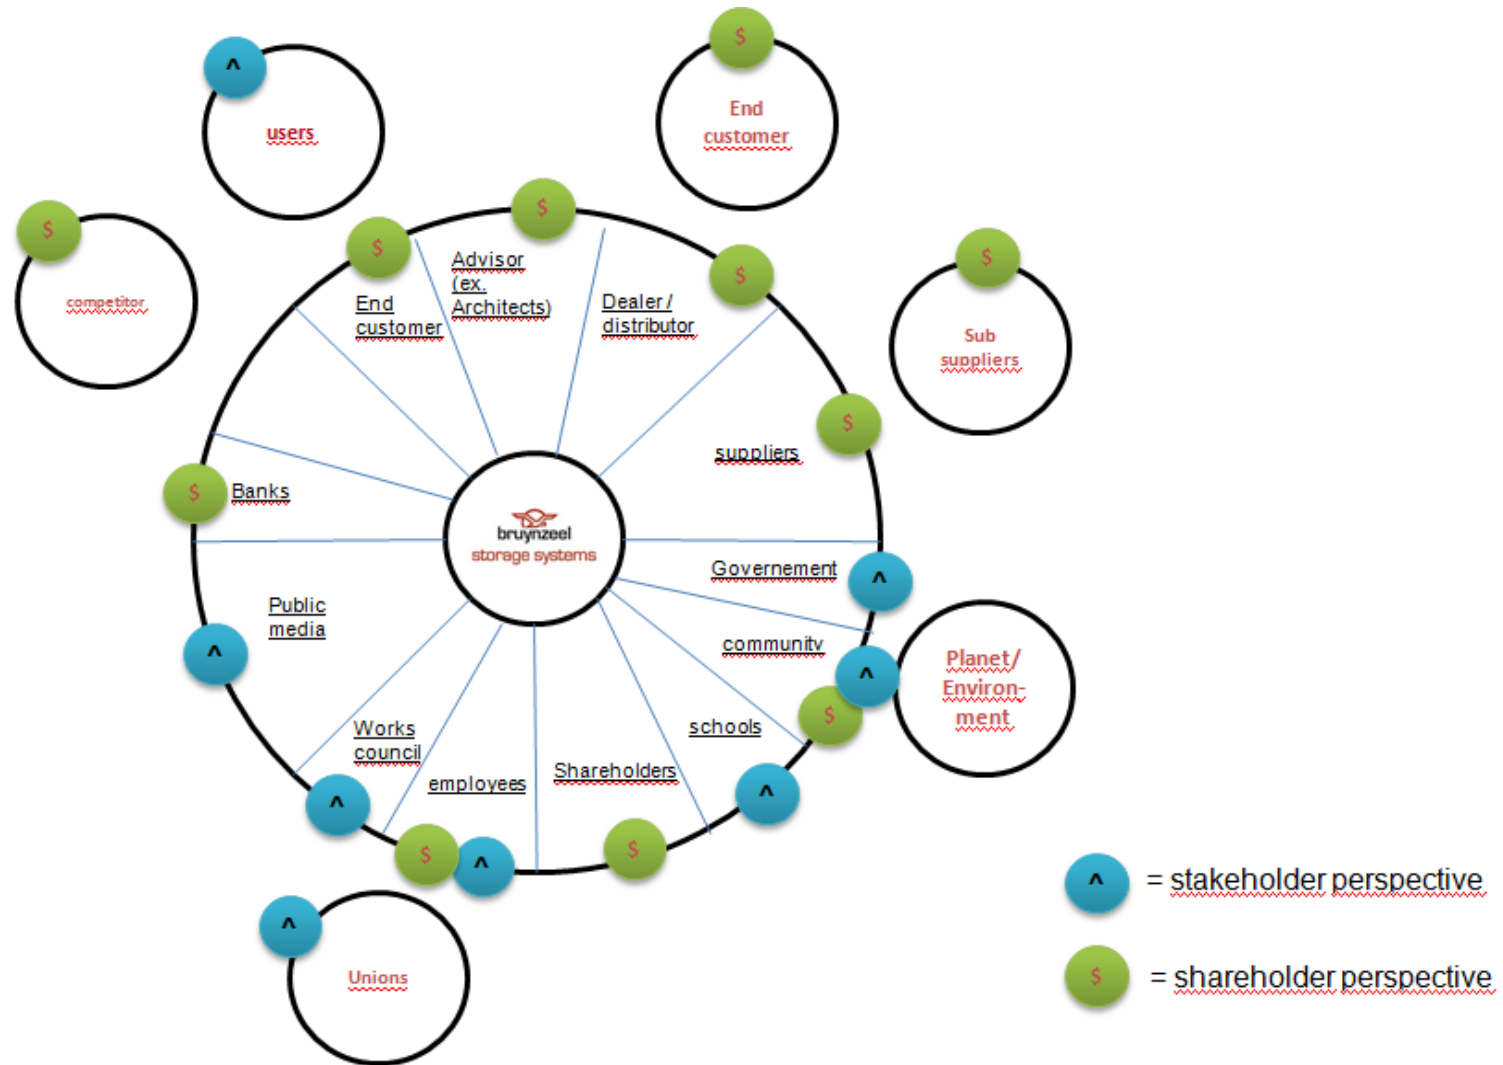 ^
users
$
End
customer
$
competitor
$
$
Advisor
(ex.
Architects)
$
End
customer
Dealer /
distributor
$
Sub
suppliers
$
suppliers
$
Banks
bruynzeel
storage systems
Governement
^
Public
media
^
community
^
Planet/
Environ-
ment
$
Works
council
^
employees
$
^
Shareholders
$
schools
^
^
Unions
^
= stakeholder perspective
$
= shareholder perspective